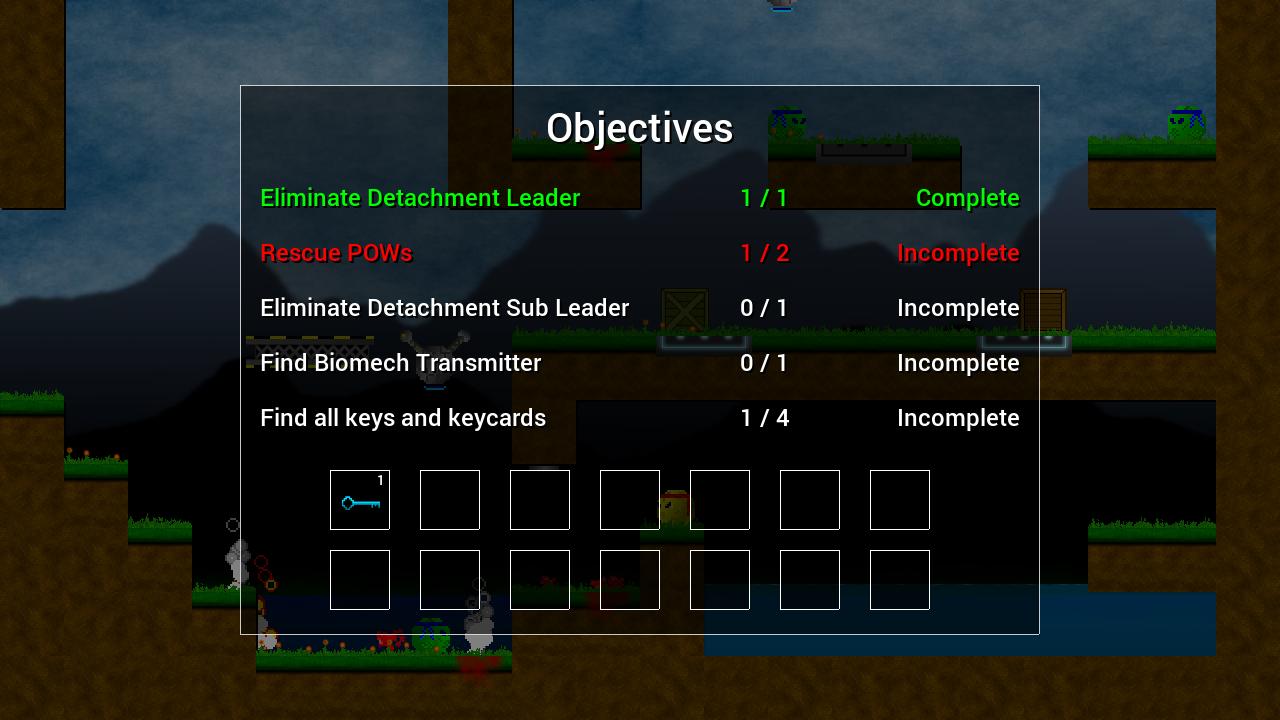 Objectives
Eliminate Detachment Leader 1 / 1 Complete
Rescue POWs 1 / 2 Incomplete
Eliminate Detachment Sub Leader 0 / 1 Incomplete
Find Biomech Transmitter 0 / 1 Incomplete
Find all keys and keycards 1 / 4 Incomplete
1